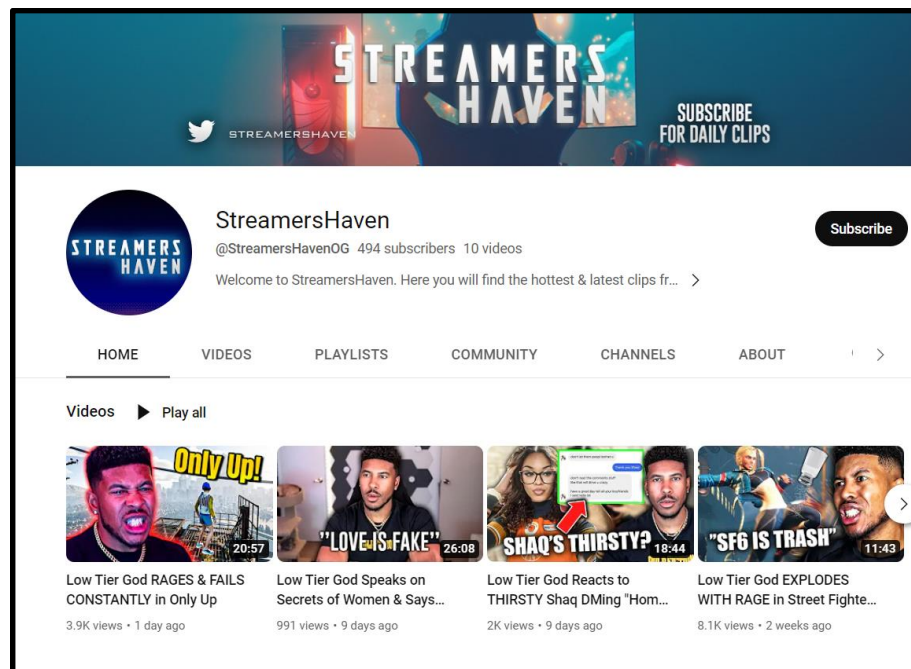 STREAMERS
HAVEN
STREAMERSHAVEN
SUBSCRIBE
FOR DAILY CLIPS
STREAMERS
HAVEN
StreamersHaven
@StreamersHavenOG 494 subscribers 10 videos
Welcome to StreamersHaven. Here you will find the hottest & latest clips fr...
Subscribe
HOME VIDEOS PLAYLISTS COMMUNITY CHANNELS ABOUT
Videos Play all
Only Up!
20:57
"LOVE IS FAKE"
26:08
SHAQ'S THIRSTY?
18:44
"SF6 IS TRASH"
11:43
Low Tier God RAGES & FAILS
CONSTANTLY in Only Up
3.9K views • 1 day ago
Low Tier God Speaks on
Secrets of Women & Says...
991 views • 9 days ago
Low Tier God Reacts to
THIRSTY Shaq DMing "Hom...
2K views • 9 days ago
Low Tier God EXPLODES
WITH RAGE in Street Fighte...
8.1K views • 2 weeks ago